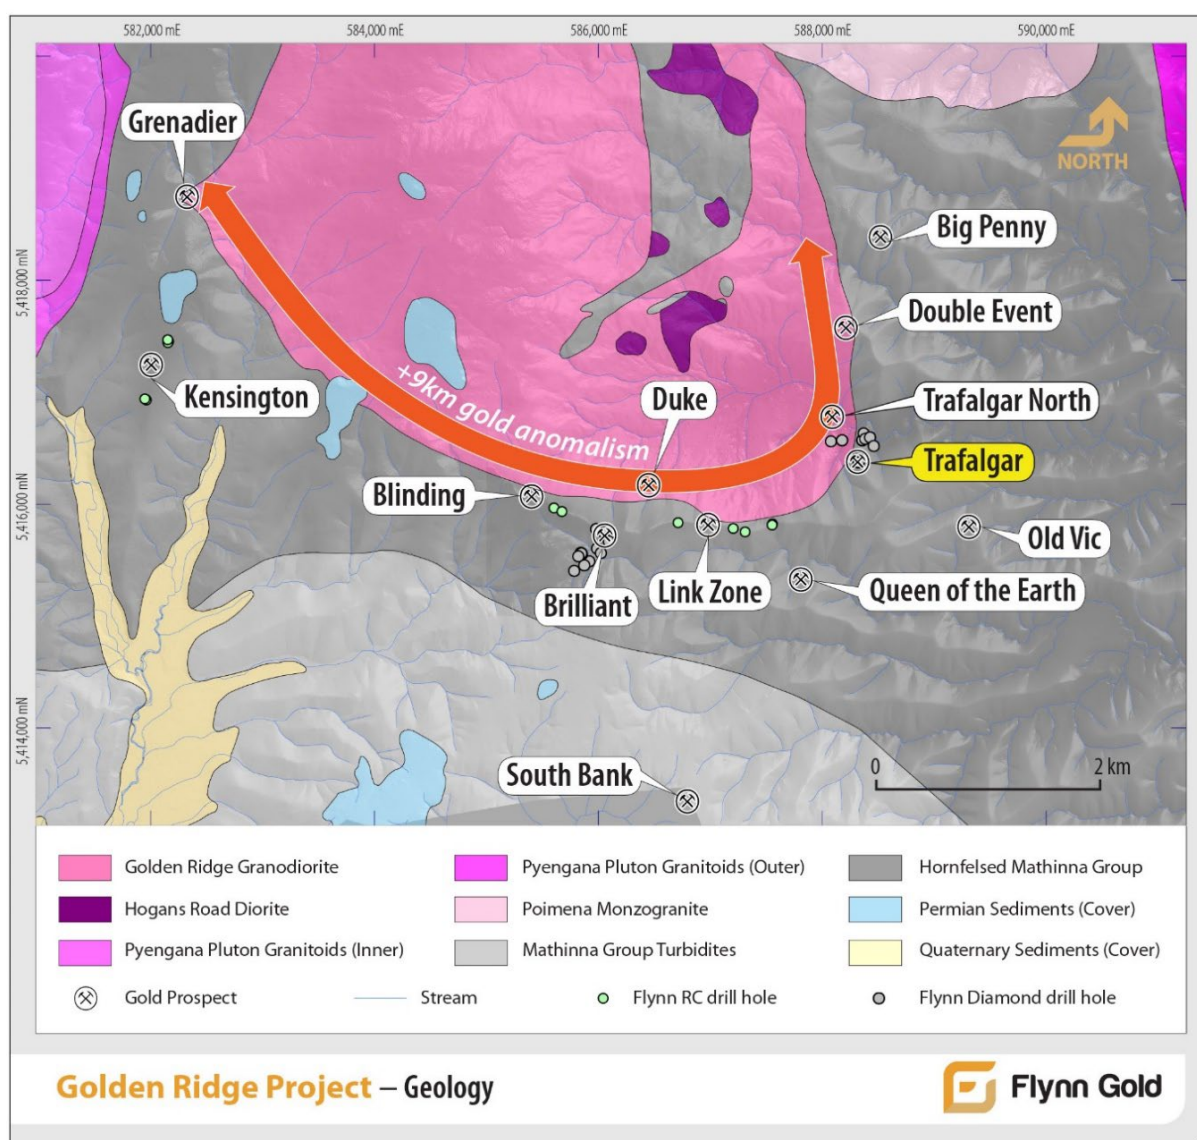 582,000 mE
584,000 mE
586,000 mE
588,000 mE
590,000 mE
Grenadier
NORTH
Big Penny
5,418,000 mN
Double Event
Kensington
+9km gold anomalism
Duke
Trafalgar North
Trafalgar
Blinding
5,416,000 mN
Old Vic
Brilliant
Link Zone
Queen of the Earth
5,414,000 mN
South Bank
0
2 km
Golden Ridge Granodiorite
Pyengana Pluton Granitoids (Outer)
Hornfelsed Mathinna Group
Hogans Road Diorite
Poimena Monzogranite
Permian Sediments (Cover)
Pyengana Pluton Granitoids (Inner)
Mathinna Group Turbidites
Quaternary Sediments (Cover)
Gold Prospect
Stream
Flynn RC drill hole
Flynn Diamond drill hole
Golden Ridge Project – Geology
Flynn Gold